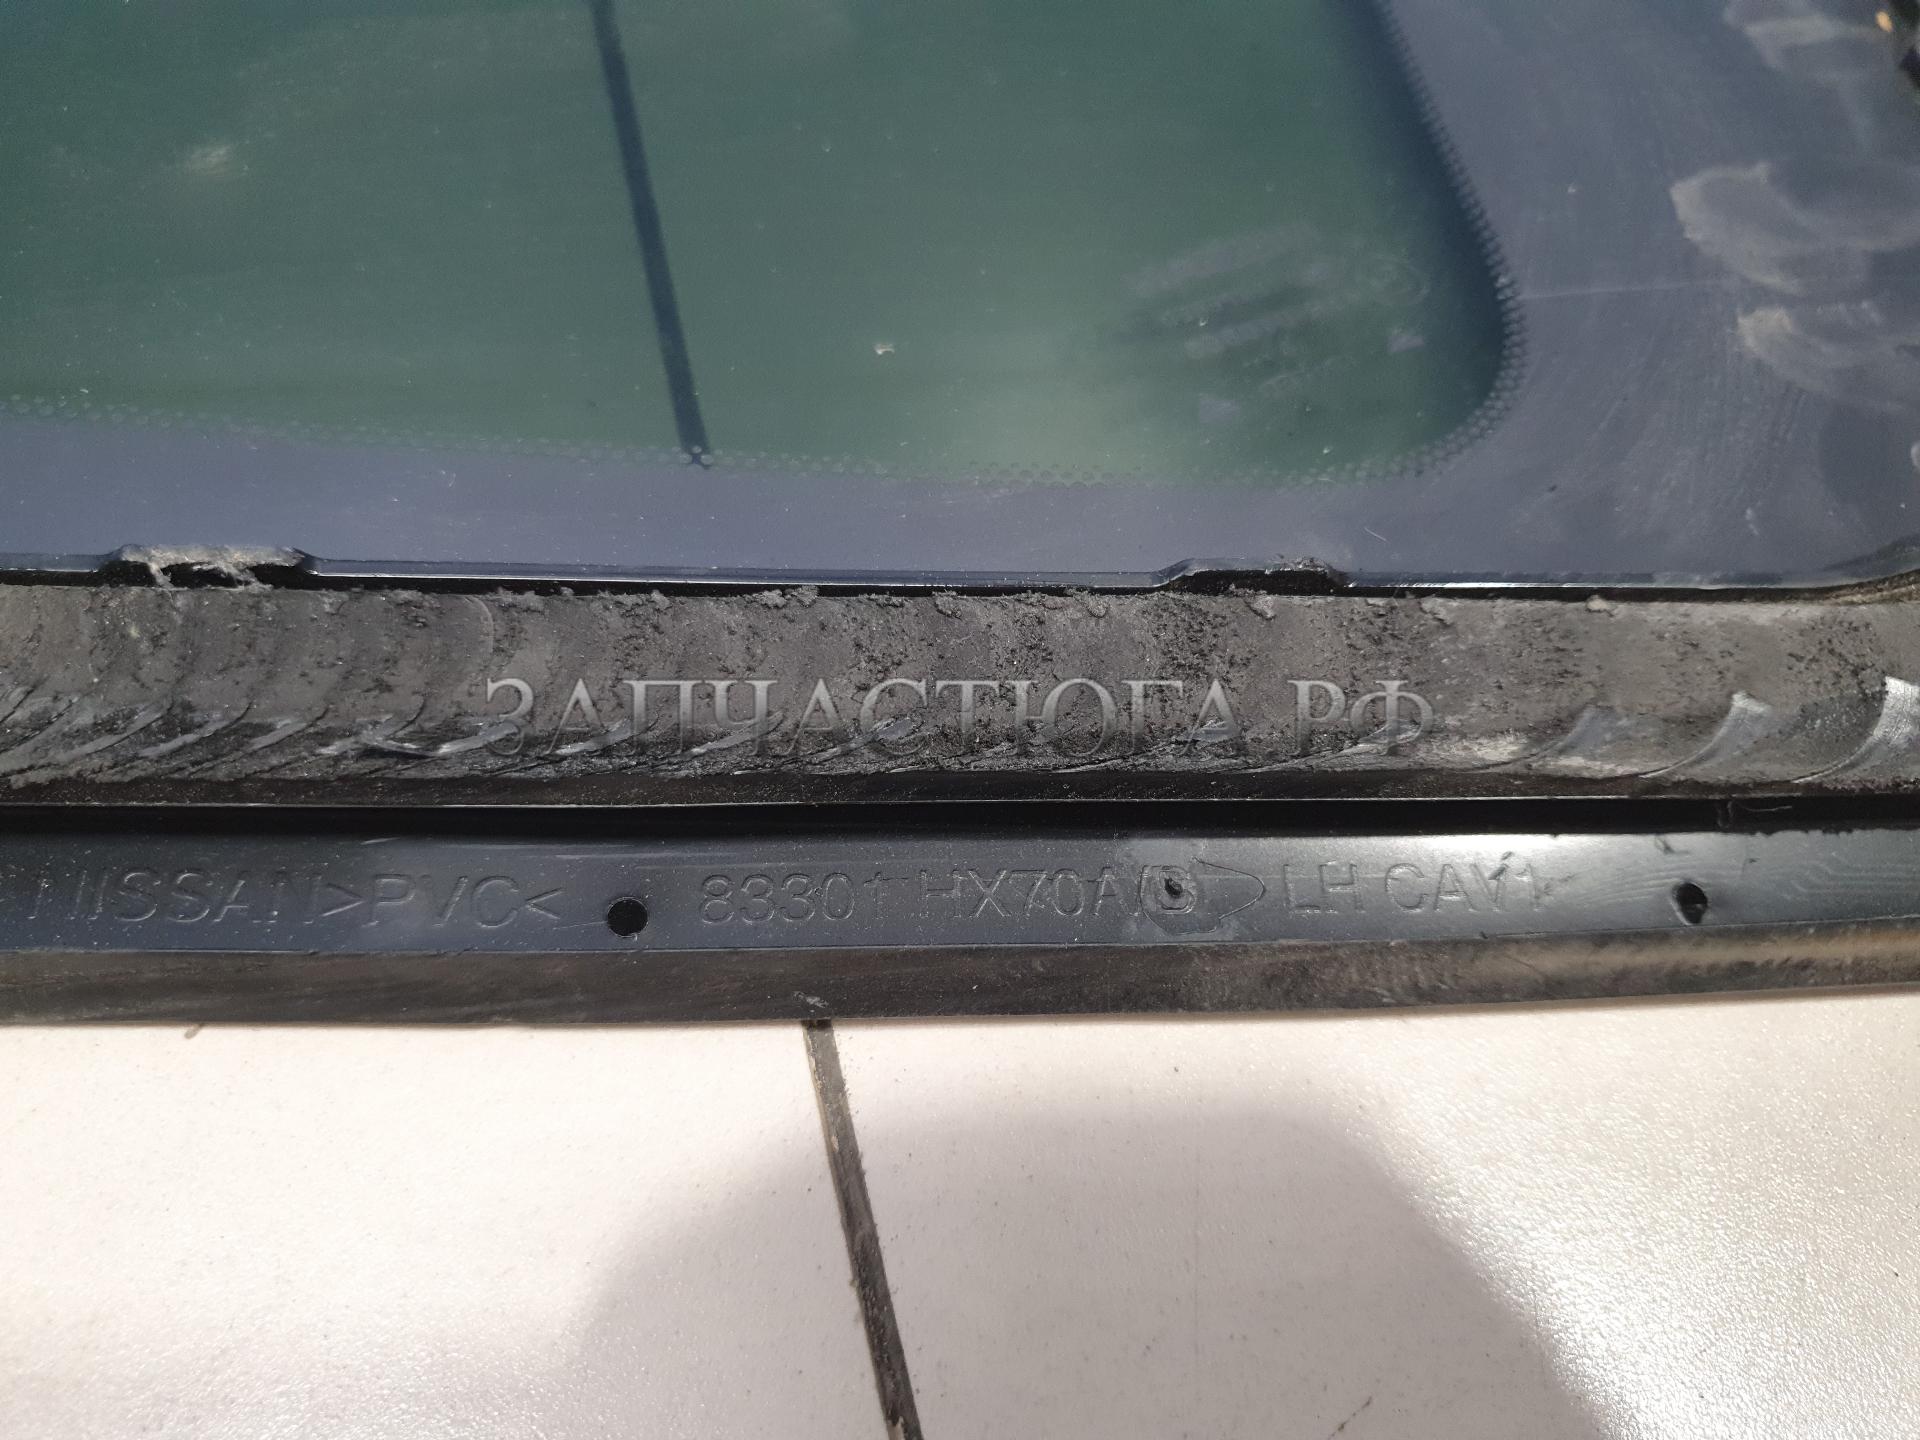 ЗАПЧАСТЮГА.РФ
NISSAN >PVC< 83301 HX70A/B LH CAV1